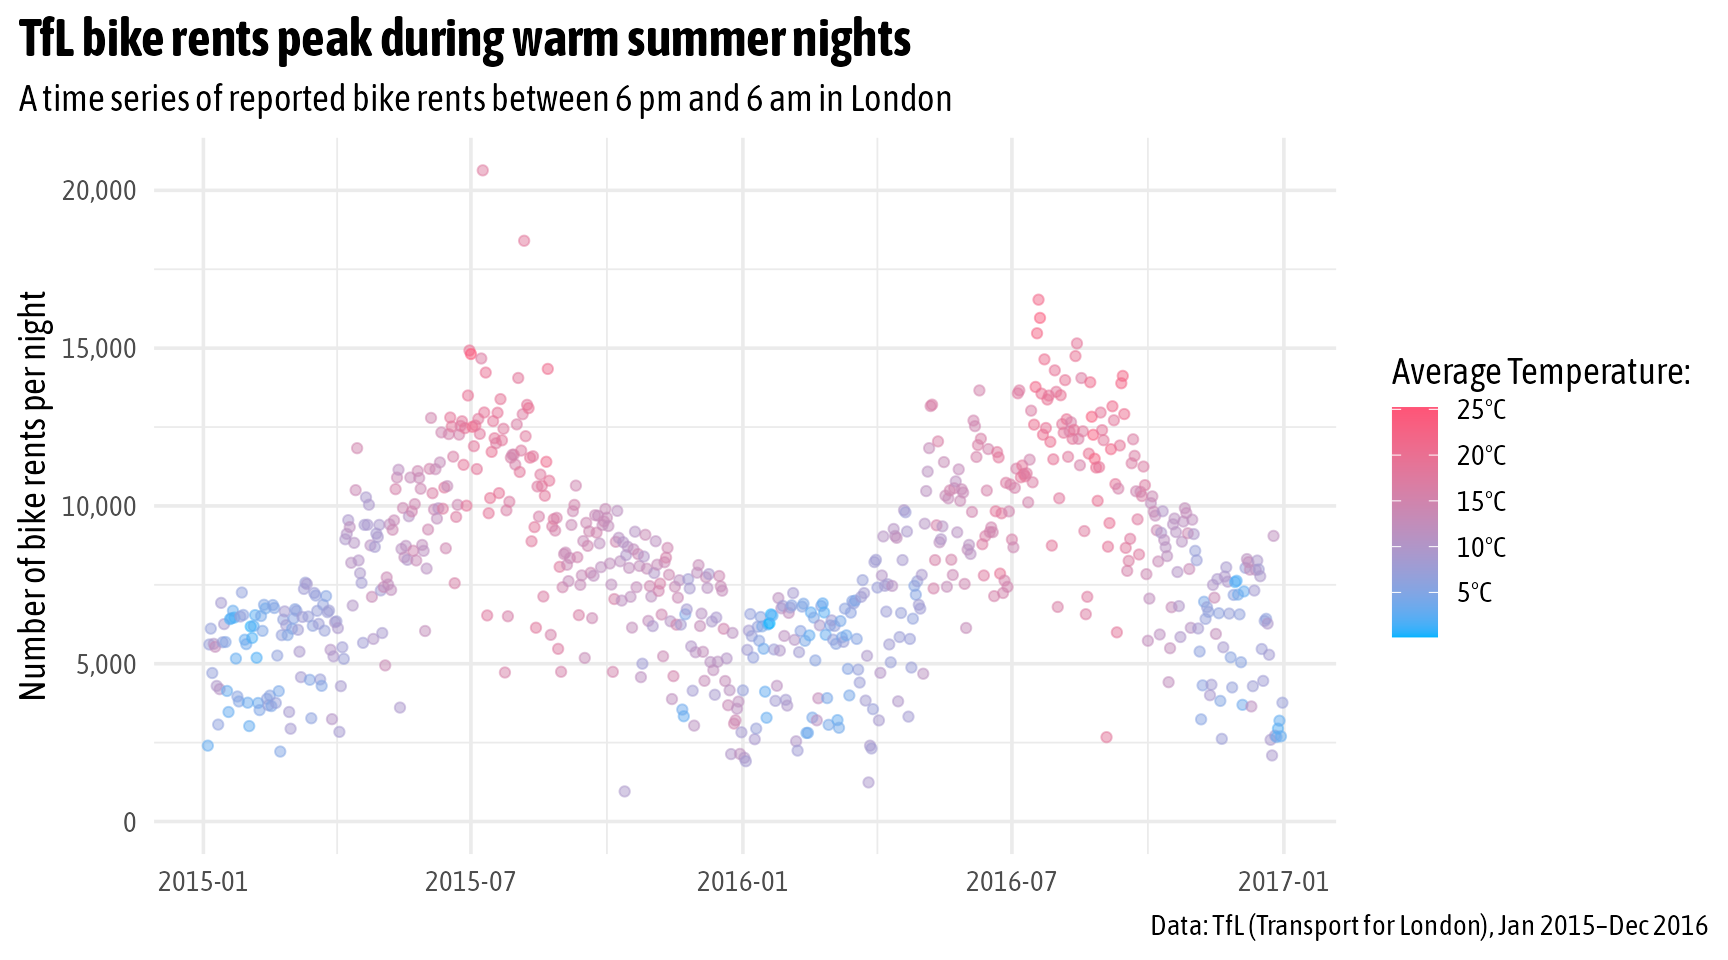 TfL bike rents peak during warm summer nights
A time series of reported bike rents between 6 pm and 6 am in London
Number of bike rents per night
20,000
15,000
10,000
5,000
0
2015-01
2015-07
2016-01
2016-07
2017-01
Average Temperature:
25°C
20°C
15°C
10°C
5°C
Data: TfL (Transport for London), Jan 2015–Dec 2016